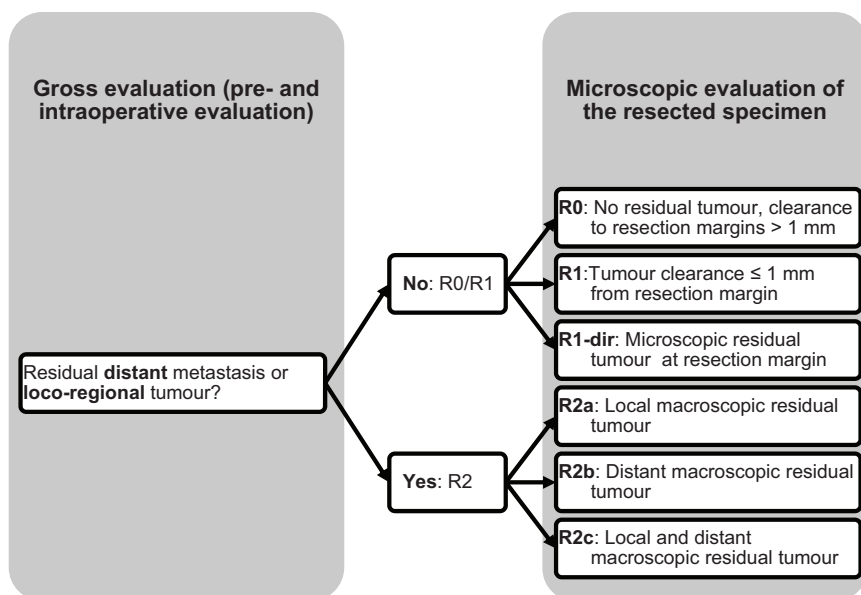 Gross evaluation (pre- and
intraoperative evaluation)
Microscopic evaluation of
the resected specimen
Residual distant metastasis or
loco-regional tumour?
No: R0/R1
Yes: R2
R0: No residual tumour, clearance
to resection margins > 1 mm
R1:Tumour clearance ≤ 1 mm
from resection margin
R1-dir: Microscopic residual
tumour at resection margin
R2a: Local macroscopic residual
tumour
R2b: Distant macroscopic residual
tumour
R2c: Local and distant
macroscopic residual tumour